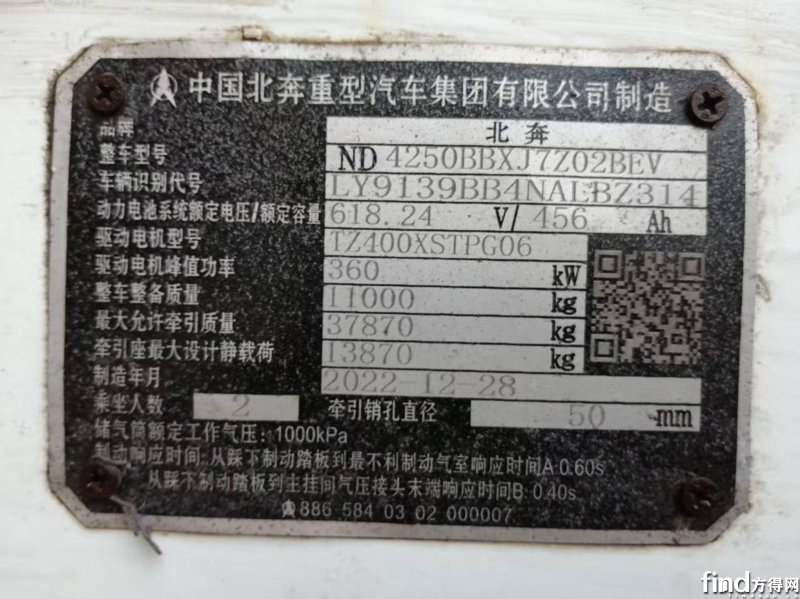 中国北奔重型汽车集团有限公司制造
品牌 北奔
整车型号 ND 4250BBXJ7Z02BEV
车辆识别代号 LY9139BB4NALBZ314
动力电池系统额定电压/额定容量 618.24 V/ 456 Ah
驱动电机型号 TZ400XSTPG06
驱动电机峰值功率 360 kW
整车整备质量 11000 kg
最大允许牵引质量 37870 kg
牵引座最大设计静载荷 13870 kg
制造年月 2022-12-28
乘坐人数 2 牵引销孔直径 50 mm
储气筒额定工作气压: 1000kPa
制动响应时间: 从踩下制动踏板到最不利制动气室响应时间A:0.60s
从踩下制动踏板到主挂间气压接头末端响应时间B: 0.40s
886 584 03 02 000007
find方得网